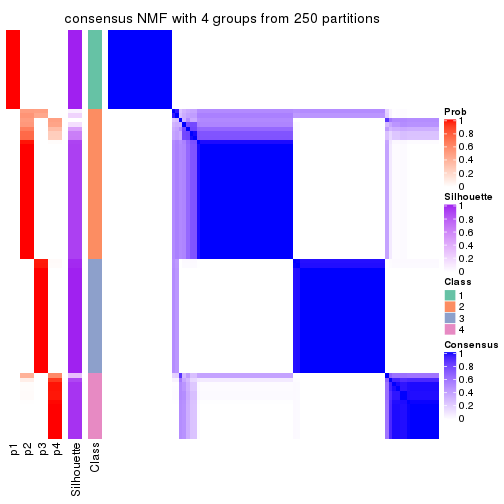 consensus NMF with 4 groups from 250 partitions
Prob
1
0.8
0.6
0.4
0.2
0
Silhouette
1
0.8
0.6
0.4
0.2
0
Class
1
2
3
4
Consensus
1
0.8
0.6
0.4
0.2
0
p1
p2
p3
p4
Silhouette
Class